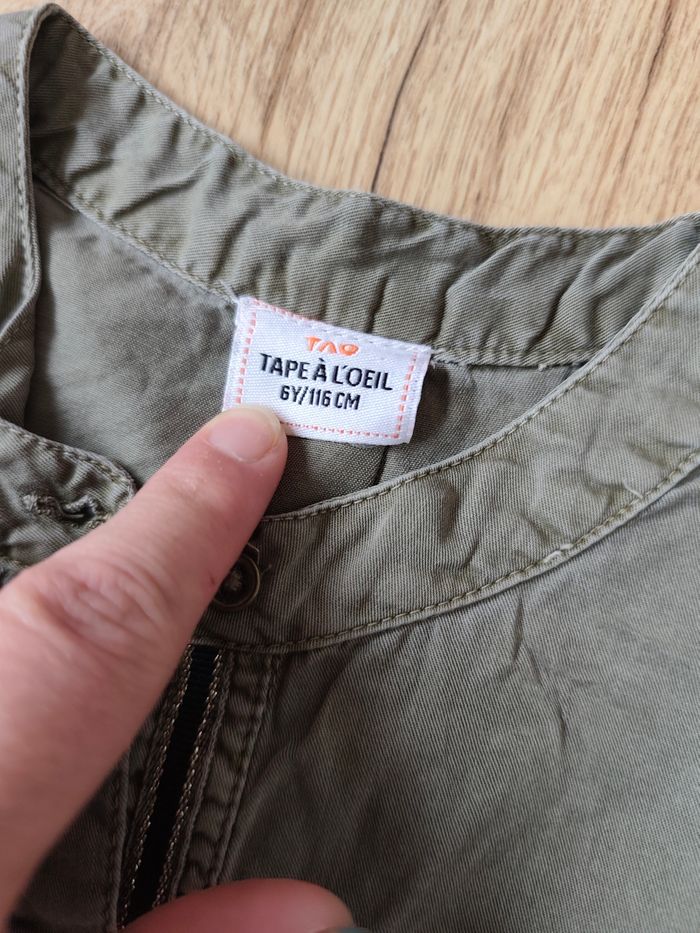 TAO
TAPE À L'OEIL
6Y/116 CM